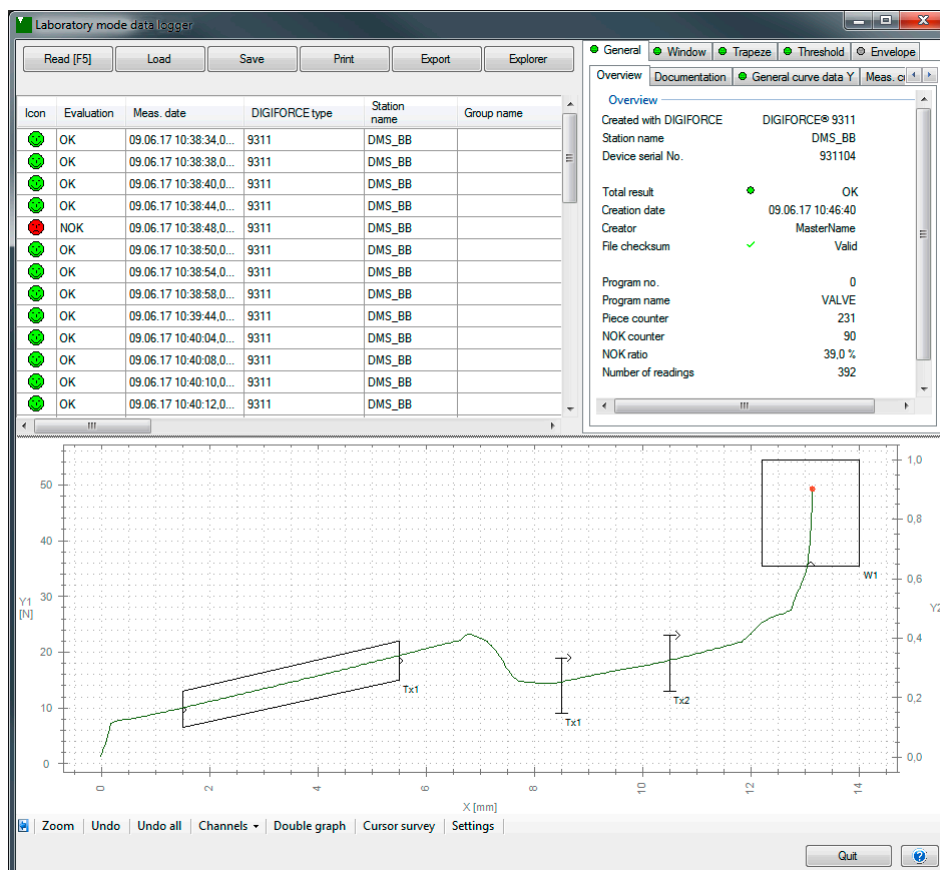 Laboratory mode data logger
Read [F5] Load Save Print Export Explorer
General Window Trapeze Threshold Envelope
Overview Documentation General curve data Y
Icon Evaluation Meas. date DIGIFORCE type Station name Group name
OK 09.06.17 10:38:34,0... 9311 DMS_BB
OK 09.06.17 10:38:38,0... 9311 DMS_BB
OK 09.06.17 10:38:40,0... 9311 DMS_BB
OK 09.06.17 10:38:44,0... 9311 DMS_BB
NOK 09.06.17 10:38:48,0... 9311 DMS_BB
OK 09.06.17 10:38:50,0... 9311 DMS_BB
OK 09.06.17 10:38:54,0... 9311 DMS_BB
OK 09.06.17 10:38:58,0... 9311 DMS_BB
OK 09.06.17 10:39:44,0... 9311 DMS_BB
OK 09.06.17 10:40:04,0... 9311 DMS_BB
OK 09.06.17 10:40:08,0... 9311 DMS_BB
OK 09.06.17 10:40:10,0... 9311 DMS_BB
OK 09.06.17 10:40:12,0... 9311 DMS_BB
Overview
Created with DIGIFORCE DIGIFORCE® 9311
Station name DMS_BB
Device serial No. 931104
Total result OK
Creation date 09.06.17 10:46:40
Creator MasterName
File checksum Valid
Program no. 0
Program name VALVE
Piece counter 231
NOK counter 90
NOK ratio 39,0 %
Number of readings 392
50
40
30
20
10
0
Y1
[N]
1,0
0,8
0,6
0,4
0,2
0,0
Y2
W1
Tx1
Tx1
Tx2
0 2 4 6 8 10 12 14
X [mm]
Zoom Undo Undo all Channels Double graph Cursor survey Settings
Quit ?